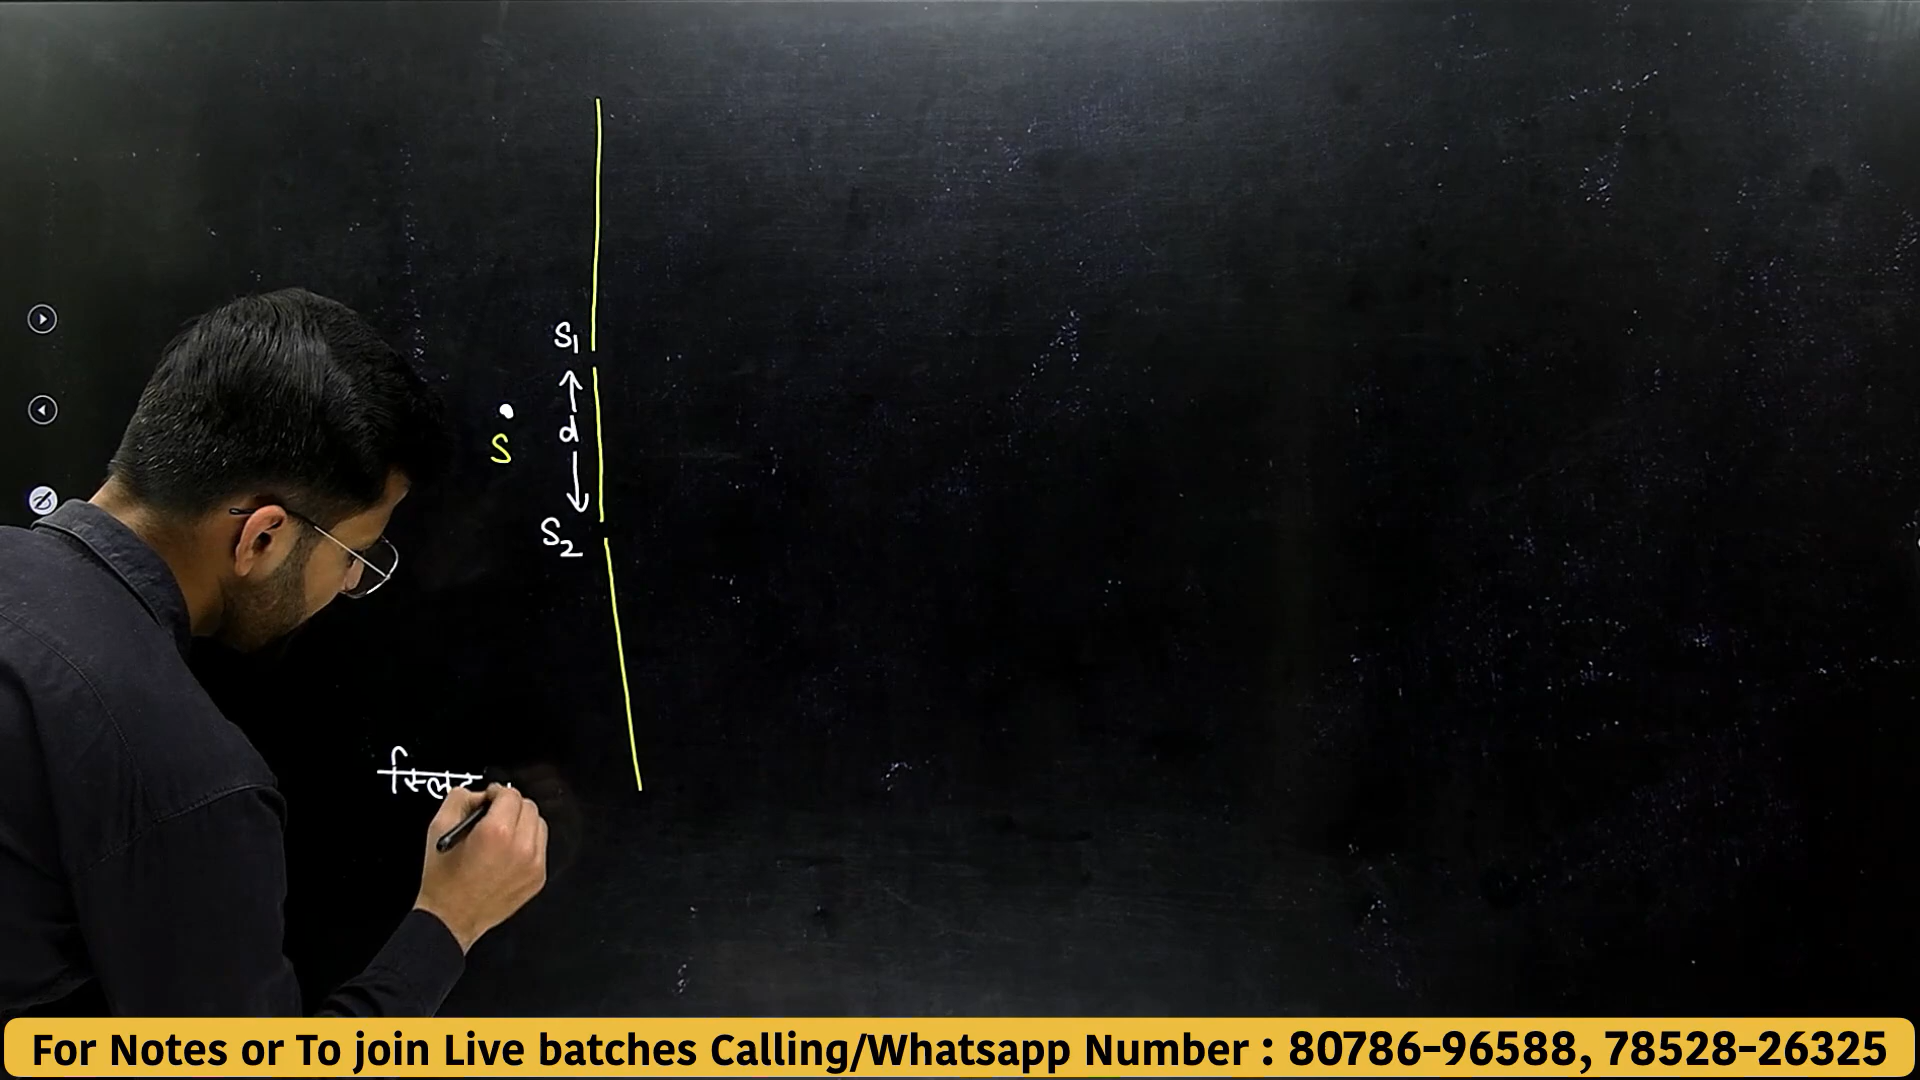 S₁
d
S
S₂
स्लिट
For Notes or To join Live batches Calling/Whatsapp Number : 80786-96588, 78528-26325